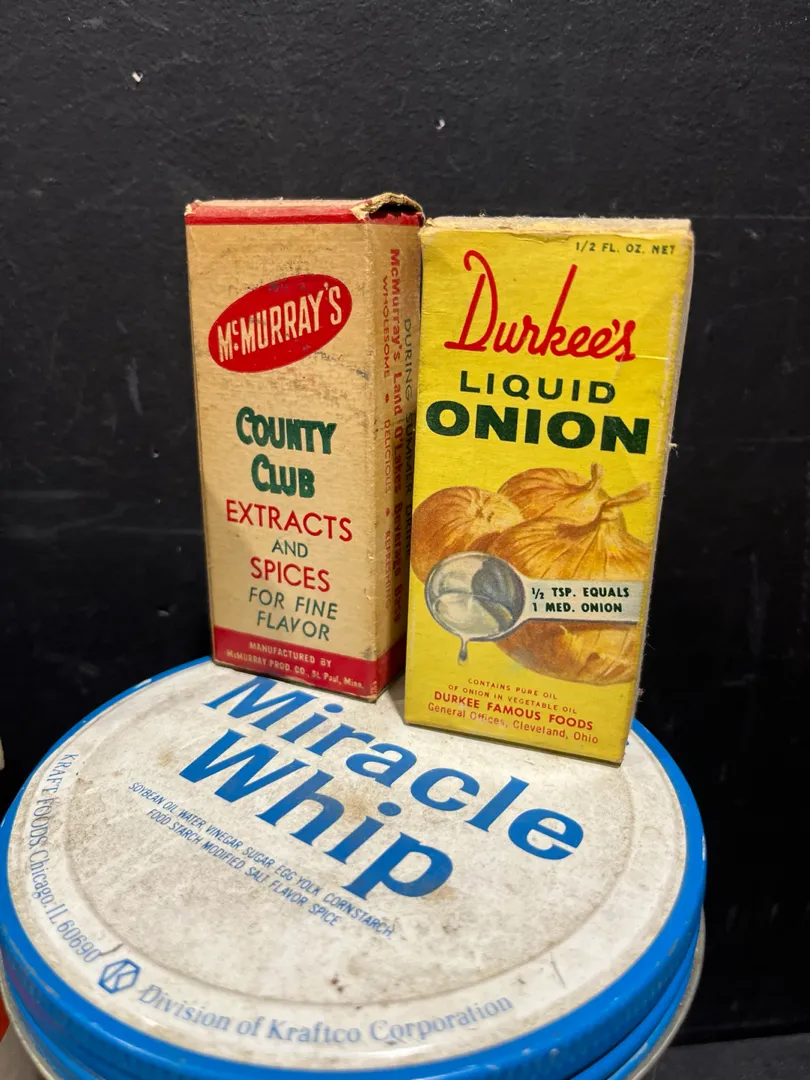 McMURRAY'S
COUNTY
CLUB
EXTRACTS
AND
SPICES
FOR FINE
FLAVOR
MANUFACTURED BY
McMURRAY PROD. CO., St. Paul, Minn.
McMurray's Land O'Lakes Beverage
WHOLESOME • DELICIOUS •
DURING
1/2 FL. OZ. NET
Durkee's
LIQUID
ONION
1/2 TSP. EQUALS
1 MED. ONION
CONTAINS PURE OIL
OF ONION IN VEGETABLE OIL
DURKEE FAMOUS FOODS
General Offices, Cleveland, Ohio
Miracle
Whip
SOYBEAN OIL, WATER, VINEGAR, SUGAR, EGG YOLK, CORNSTARCH,
FOOD STARCH MODIFIED, SALT, FLAVOR, SPICE
KRAFT FOODS, Chicago, IL 60690
K Division of Kraftco Corporation